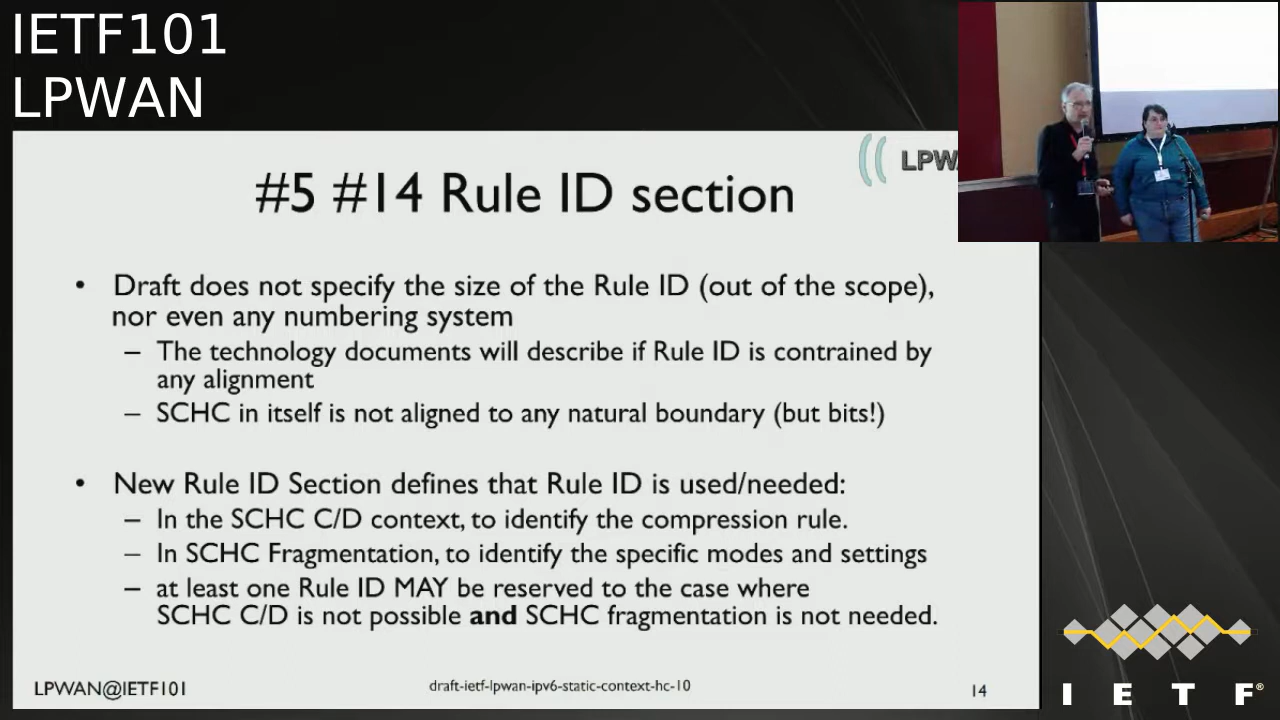 IETF101
LPWAN
LPW
#5 #14 Rule ID section
• Draft does not specify the size of the Rule ID (out of the scope),
nor even any numbering system
– The technology documents will describe if Rule ID is contrained by
any alignment
– SCHC in itself is not aligned to any natural boundary (but bits!)
• New Rule ID Section defines that Rule ID is used/needed:
– In the SCHC C/D context, to identify the compression rule.
– In SCHC Fragmentation, to identify the specific modes and settings
– at least one Rule ID MAY be reserved to the case where
SCHC C/D is not possible and SCHC fragmentation is not needed.
LPWAN@IETF101
draft-ietf-lpwan-ipv6-static-context-hc-10
14
I E T F®